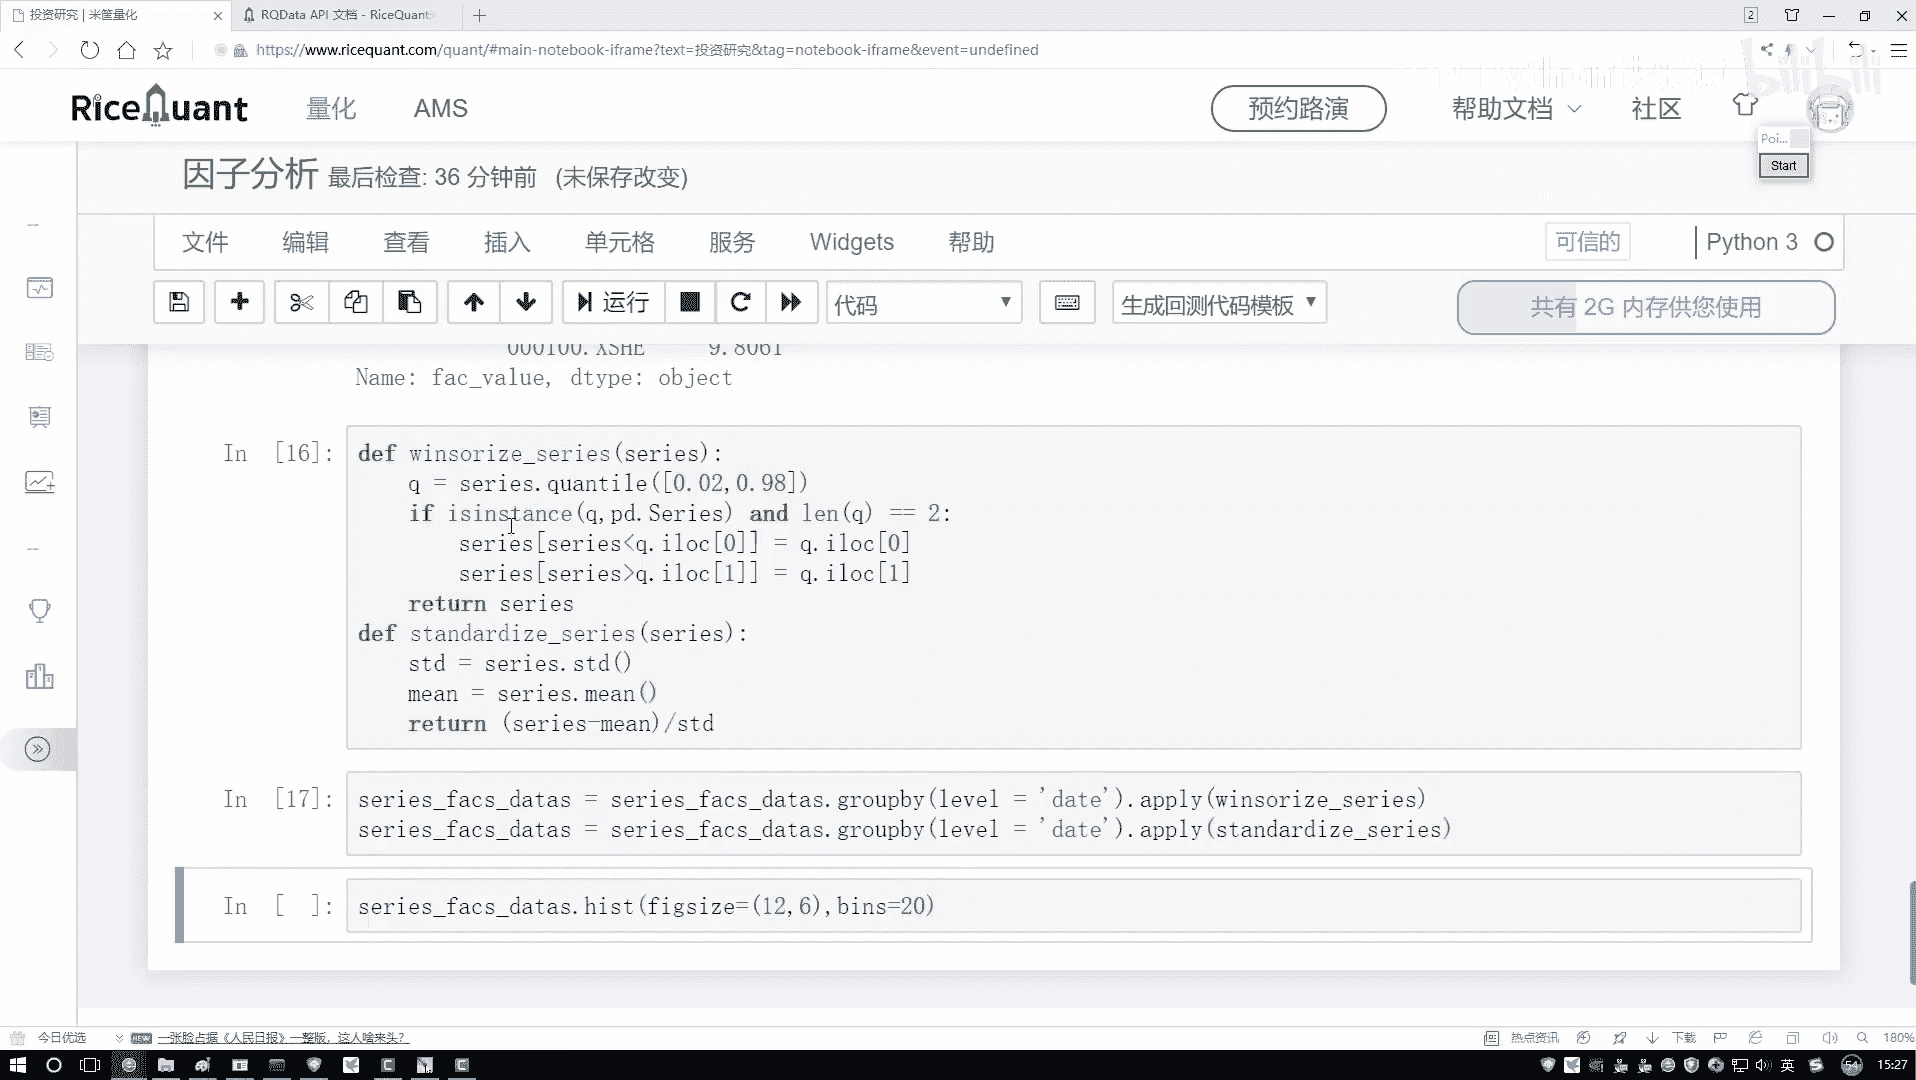 投资研究 | 米筐量化
RQData API 文档 - RiceQuant
2
https://www.ricequant.com/quant/#main-notebook-iframe?text=投资研究&tag=notebook-iframe&event=undefined
bilibili
RiceQuant
量化
AMS
预约路演
帮助文档
社区
Poi...
Start
因子分析 最后检查: 36 分钟前 (未保存改变)
文件 编辑 查看 插入 单元格 服务 Widgets 帮助
可信的
Python 3
运行
代码
生成回测代码模板
共有 2G 内存供您使用
000100.XSHE 9.8061
Name: fac_value, dtype: object
In [16]:
def winsorize_series(series):
q = series.quantile([0.02,0.98])
if isinstance(q,pd.Series) and len(q) == 2:
series[series<q.iloc[0]] = q.iloc[0]
series[series>q.iloc[1]] = q.iloc[1]
return series
def standardize_series(series):
std = series.std()
mean = series.mean()
return (series-mean)/std
In [17]:
series_facs_datas = series_facs_datas.groupby(level = 'date').apply(winsorize_series)
series_facs_datas = series_facs_datas.groupby(level = 'date').apply(standardize_series)
In [ ]:
series_facs_datas.hist(figsize=(12,6),bins=20)
今日优选
NEW
一张脸占据《人民日报》一整版，这人啥来头？
热点资讯
下载
180%
英
54
15:27